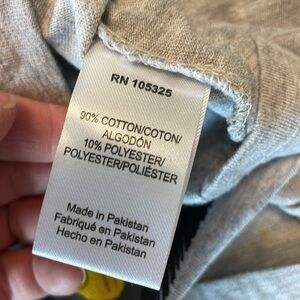 RN 105325
90% COTTON/COTON/
ALGODÓN
10% POLYESTER/
POLYESTER/POLIÉSTER
Made in Pakistan
Fabriqué en Pakistan
Hecho en Pakistan